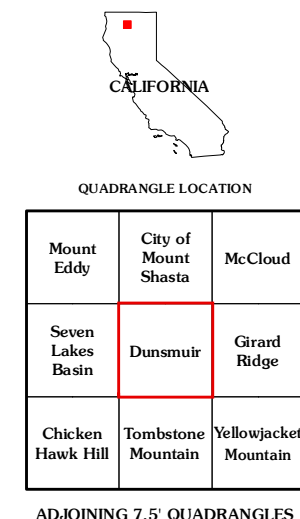 CALIFORNIA
QUADRANGLE LOCATION
Mount
Eddy
City of
Mount
Shasta
McCloud
Seven
Lakes
Basin
Dunsmuir
Girard
Ridge
Chicken
Hawk Hill
Tombstone
Mountain
Yellowjacket
Mountain
ADJOINING 7.5' QUADRANGLES